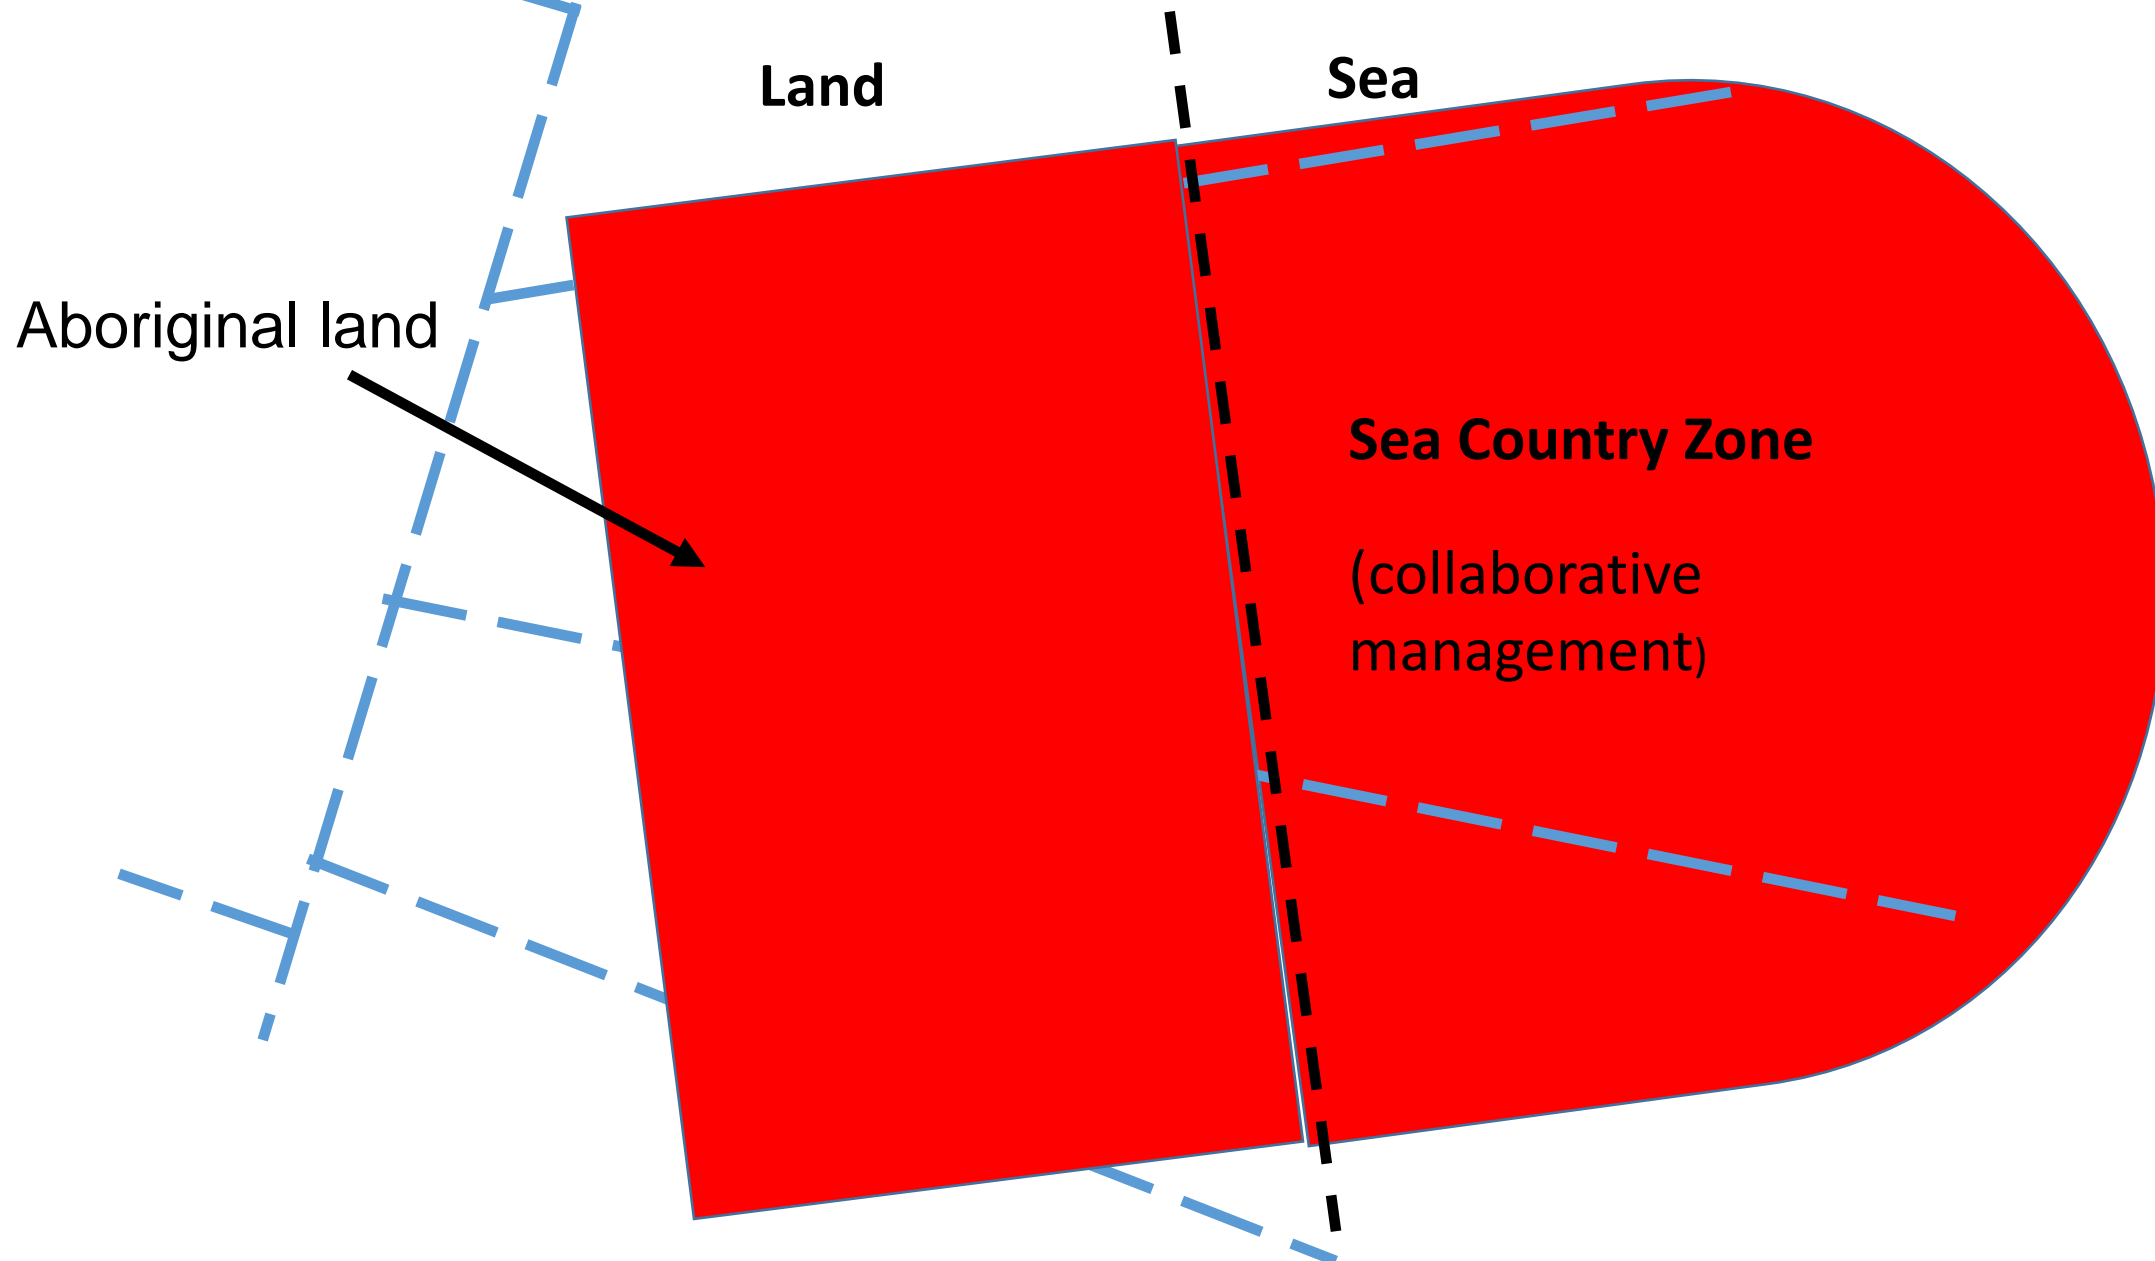 Land
Sea
Aboriginal land
Sea Country Zone
(collaborative
management)